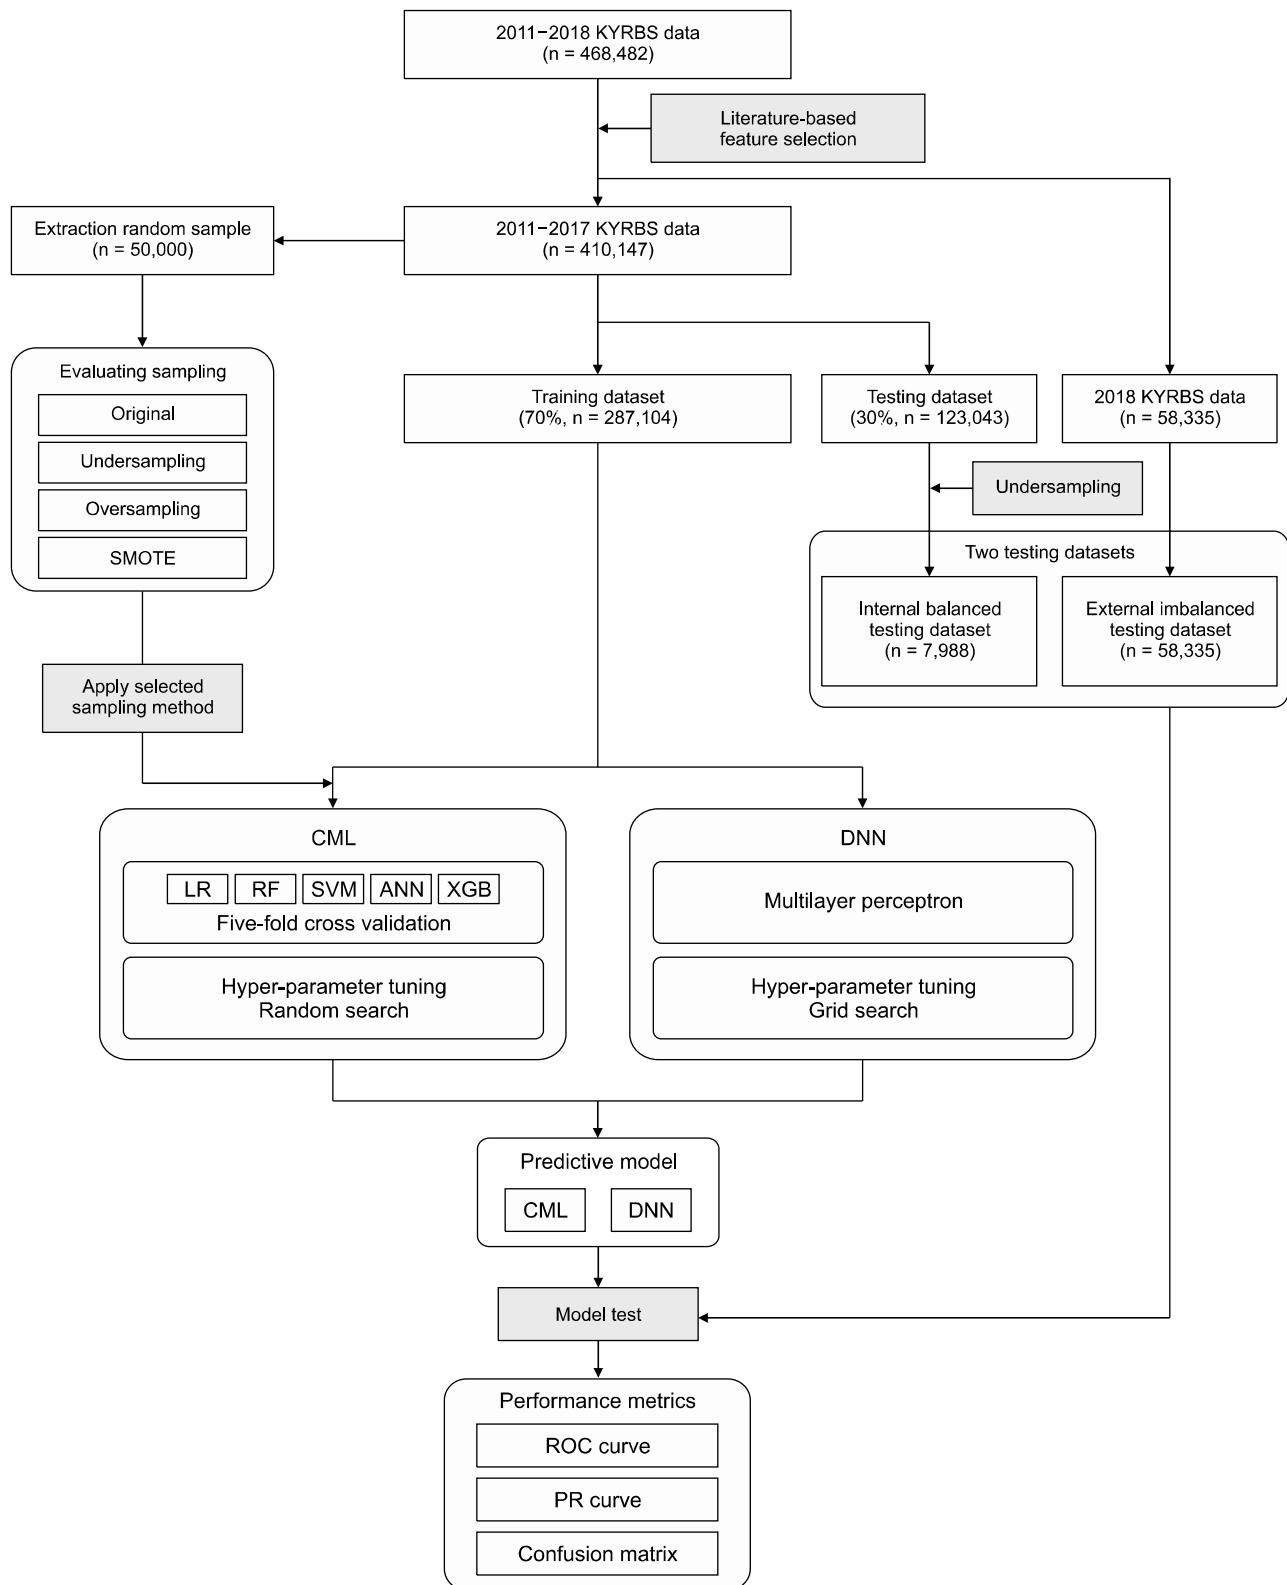 2011–2018 KYRBS data
(n = 468,482)
Literature-based
feature selection
Extraction random sample
(n = 50,000)
2011–2017 KYRBS data
(n = 410,147)
Evaluating sampling
Original
Undersampling
Oversampling
SMOTE
Training dataset
(70%, n = 287,104)
Testing dataset
(30%, n = 123,043)
2018 KYRBS data
(n = 58,335)
Undersampling
Two testing datasets
Internal balanced
testing dataset
(n = 7,988)
External imbalanced
testing dataset
(n = 58,335)
Apply selected
sampling method
CML
LR RF SVM ANN XGB
Five-fold cross validation
Hyper-parameter tuning
Random search
DNN
Multilayer perceptron
Hyper-parameter tuning
Grid search
Predictive model
CML DNN
Model test
Performance metrics
ROC curve
PR curve
Confusion matrix